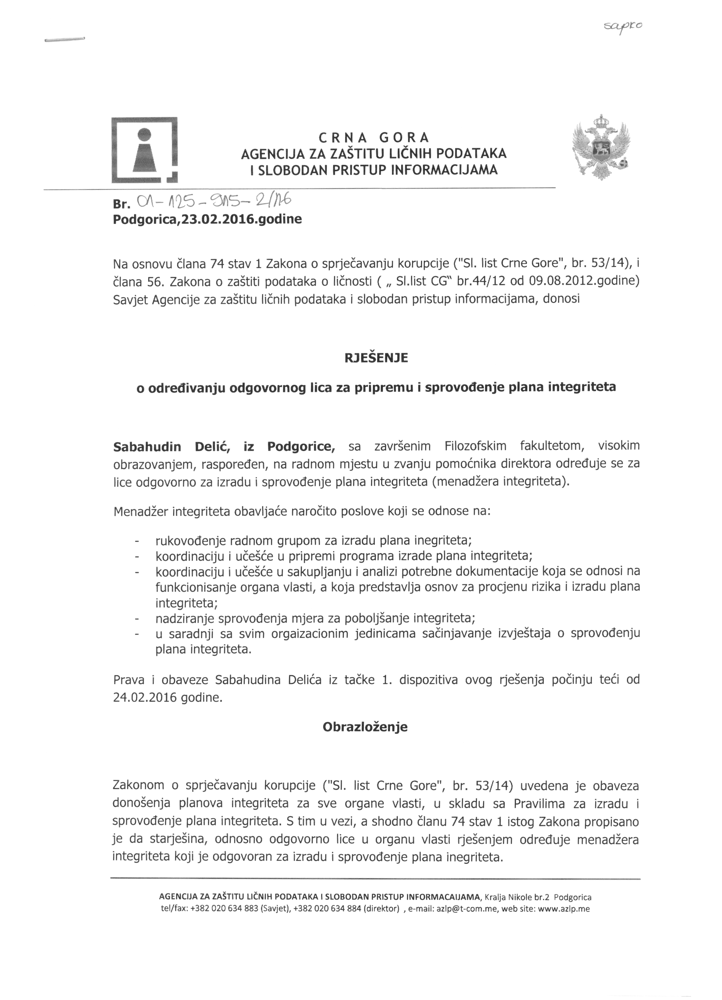 sapro
CRNA GORA
AGENCIJA ZA ZAŠTITU LIČNIH PODATAKA
I SLOBODAN PRISTUP INFORMACIJAMA
Br. 01-125-915-2/16
Podgorica,23.02.2016.godine
Na osnovu člana 74 stav 1 Zakona o sprječavanju korupcije ("Sl. list Crne Gore", br. 53/14), i
člana 56. Zakona o zaštiti podataka o ličnosti ( „ Sl.list CG" br.44/12 od 09.08.2012.godine)
Savjet Agencije za zaštitu ličnih podataka i slobodan pristup informacijama, donosi
RJEŠENJE
o određivanju odgovornog lica za pripremu i sprovođenje plana integriteta
Sabahudin Delić, iz Podgorice, sa završenim Filozofskim fakultetom, visokim
obrazovanjem, raspoređen, na radnom mjestu u zvanju pomoćnika direktora određuje se za
lice odgovorno za izradu i sprovođenje plana integriteta (menadžera integriteta).
Menadžer integriteta obavljaće naročito poslove koji se odnose na:
- rukovođenje radnom grupom za izradu plana inegriteta;
- koordinaciju i učešće u pripremi programa izrade plana integriteta;
- koordinaciju i učešće u sakupljanju i analizi potrebne dokumentacije koja se odnosi na
funkcionisanje organa vlasti, a koja predstavlja osnov za procjenu rizika i izradu plana
integriteta;
- nadziranje sprovođenja mjera za poboljšanje integriteta;
- u saradnji sa svim orgaizacionim jedinicama sačinjavanje izvještaja o sprovođenju
plana integriteta.
Prava i obaveze Sabahudina Delića iz tačke 1. dispozitiva ovog rješenja počinju teći od
24.02.2016 godine.
Obrazloženje
Zakonom o sprječavanju korupcije ("Sl. list Crne Gore", br. 53/14) uvedena je obaveza
donošenja planova integriteta za sve organe vlasti, u skladu sa Pravilima za izradu i
sprovođenje plana integriteta. S tim u vezi, a shodno članu 74 stav 1 istog Zakona propisano
je da starješina, odnosno odgovorno lice u organu vlasti rješenjem određuje menadžera
integriteta koji je odgovoran za izradu i sprovođenje plana inegriteta.
AGENCIJA ZA ZAŠTITU LIČNIH PODATAKA I SLOBODAN PRISTUP INFORMACAIJAMA, Kralja Nikole br.2 Podgorica
tel/fax: +382 020 634 883 (Savjet), +382 020 634 884 (direktor) , e-mail: azlp@t-com.me, web site: www.azlp.me